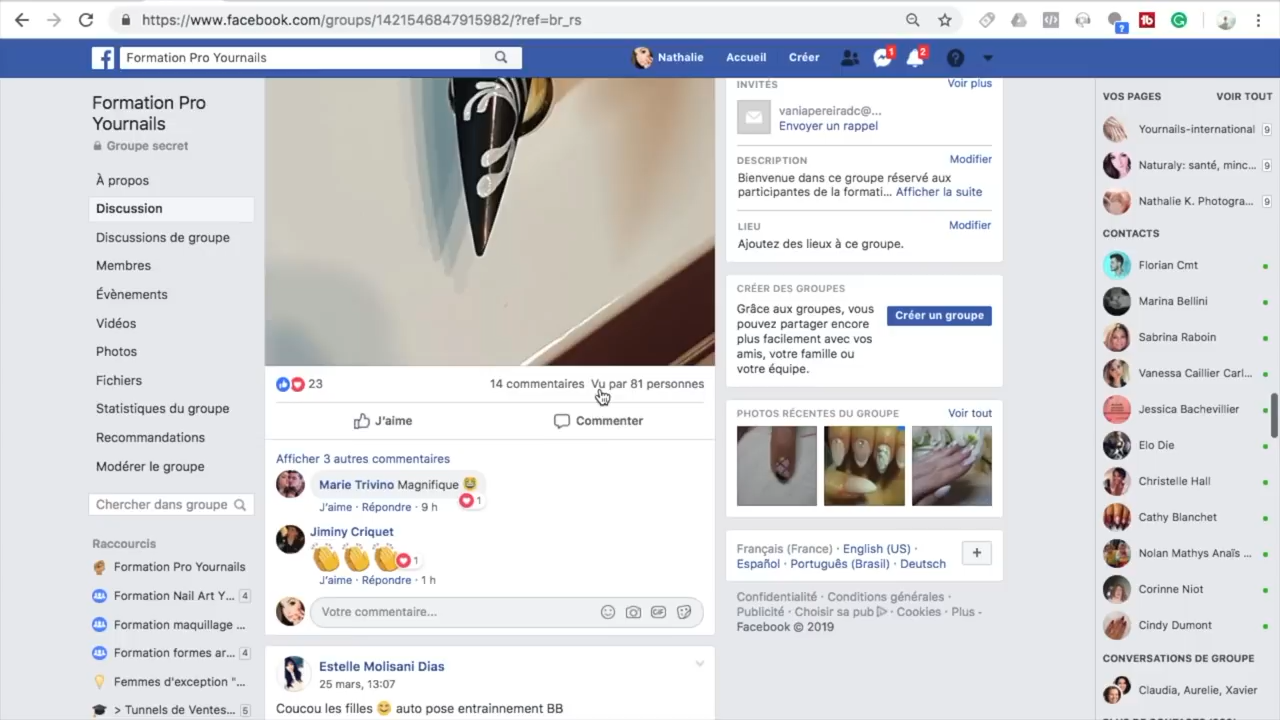 https://www.facebook.com/groups/1421546847915982/?ref=br_rs
Formation Pro Yournails
Nathalie
Accueil
Créer
1
2
Formation Pro
Yournails
Groupe secret
À propos
Discussion
Discussions de groupe
Membres
Évènements
Vidéos
Photos
Fichiers
Statistiques du groupe
Recommandations
Modérer le groupe
Chercher dans groupe
Raccourcis
Formation Pro Yournails
Formation Nail Art Y... 4
Formation maquillage ...
Formation formes ar... 4
Femmes d'exception "...
> Tunnels de Ventes... 5
23
14 commentaires Vu par 81 personnes
J'aime
Commenter
Afficher 3 autres commentaires
Marie Trivino Magnifique 😂
1
J'aime · Répondre · 9 h
Jiminy Criquet
👏 👏 👏
1
J'aime · Répondre · 1 h
Votre commentaire...
GIF
Estelle Molisani Dias
25 mars, 13:07
Coucou les filles 😊 auto pose entrainnement BB
INVITÉS
Voir plus
vaniapereiradc@...
Envoyer un rappel
DESCRIPTION
Modifier
Bienvenue dans ce groupe réservé aux
participantes de la formati... Afficher la suite
LIEU
Modifier
Ajoutez des lieux à ce groupe.
CRÉER DES GROUPES
Grâce aux groupes, vous
pouvez partager encore
plus facilement avec vos
amis, votre famille ou
votre équipe.
Créer un groupe
PHOTOS RÉCENTES DU GROUPE
Voir tout
Français (France) · English (US) ·
Español · Português (Brasil) · Deutsch
+
Confidentialité · Conditions générales ·
Publicité · Choisir sa pub · Cookies · Plus ·
Facebook © 2019
VOS PAGES
VOIR TOUT
Yournails-international 9
Naturaly: santé, minc... 9
Nathalie K. Photogra... 9
CONTACTS
Florian Cmt
Marina Bellini
Sabrina Raboin
Vanessa Caillier Carl...
Jessica Bachevillier
Elo Die
Christelle Hall
Cathy Blanchet
Nolan Mathys Anaïs ...
Corinne Niot
Cindy Dumont
CONVERSATIONS DE GROUPE
Claudia, Aurelie, Xavier